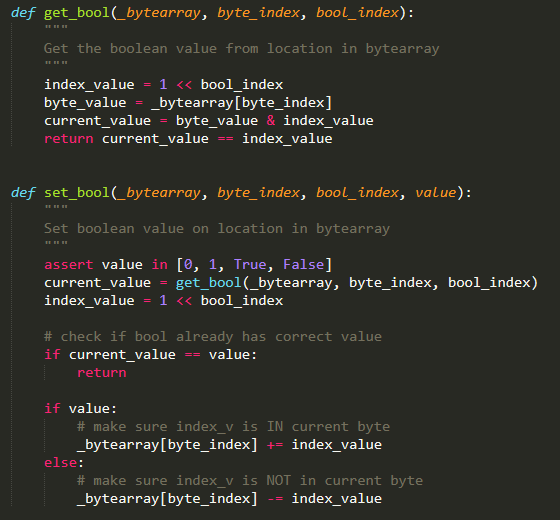 def get_bool(_bytearray, byte_index, bool_index):
    """
    Get the boolean value from location in bytearray
    """
    index_value = 1 << bool_index
    byte_value = _bytearray[byte_index]
    current_value = byte_value & index_value
    return current_value == index_value
def set_bool(_bytearray, byte_index, bool_index, value):
    """
    Set boolean value on location in bytearray
    """
    assert value in [0, 1, True, False]
    current_value = get_bool(_bytearray, byte_index, bool_index)
    index_value = 1 << bool_index
    # check if bool already has correct value
    if current_value == value:
        return
    if value:
        # make sure index_v is IN current byte
        _bytearray[byte_index] += index_value
    else:
        # make sure index_v is NOT in current byte
        _bytearray[byte_index] -= index_value